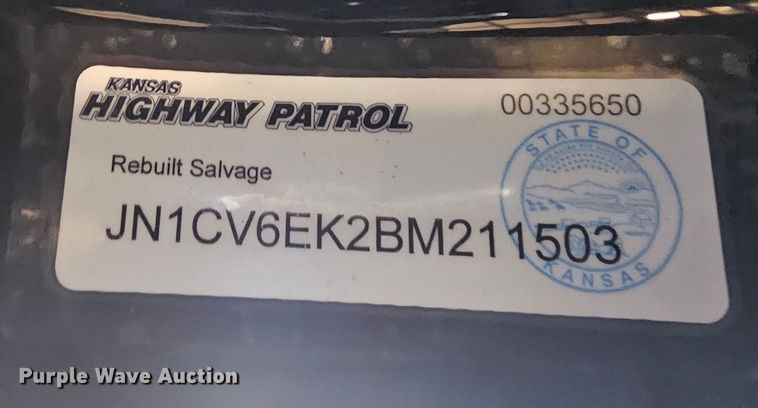 KANSAS
HIGHWAY PATROL
00335650
STATE OF
Rebuilt Salvage
JN1CV6EK2BM211503
KANSAS
Purple Wave Auction